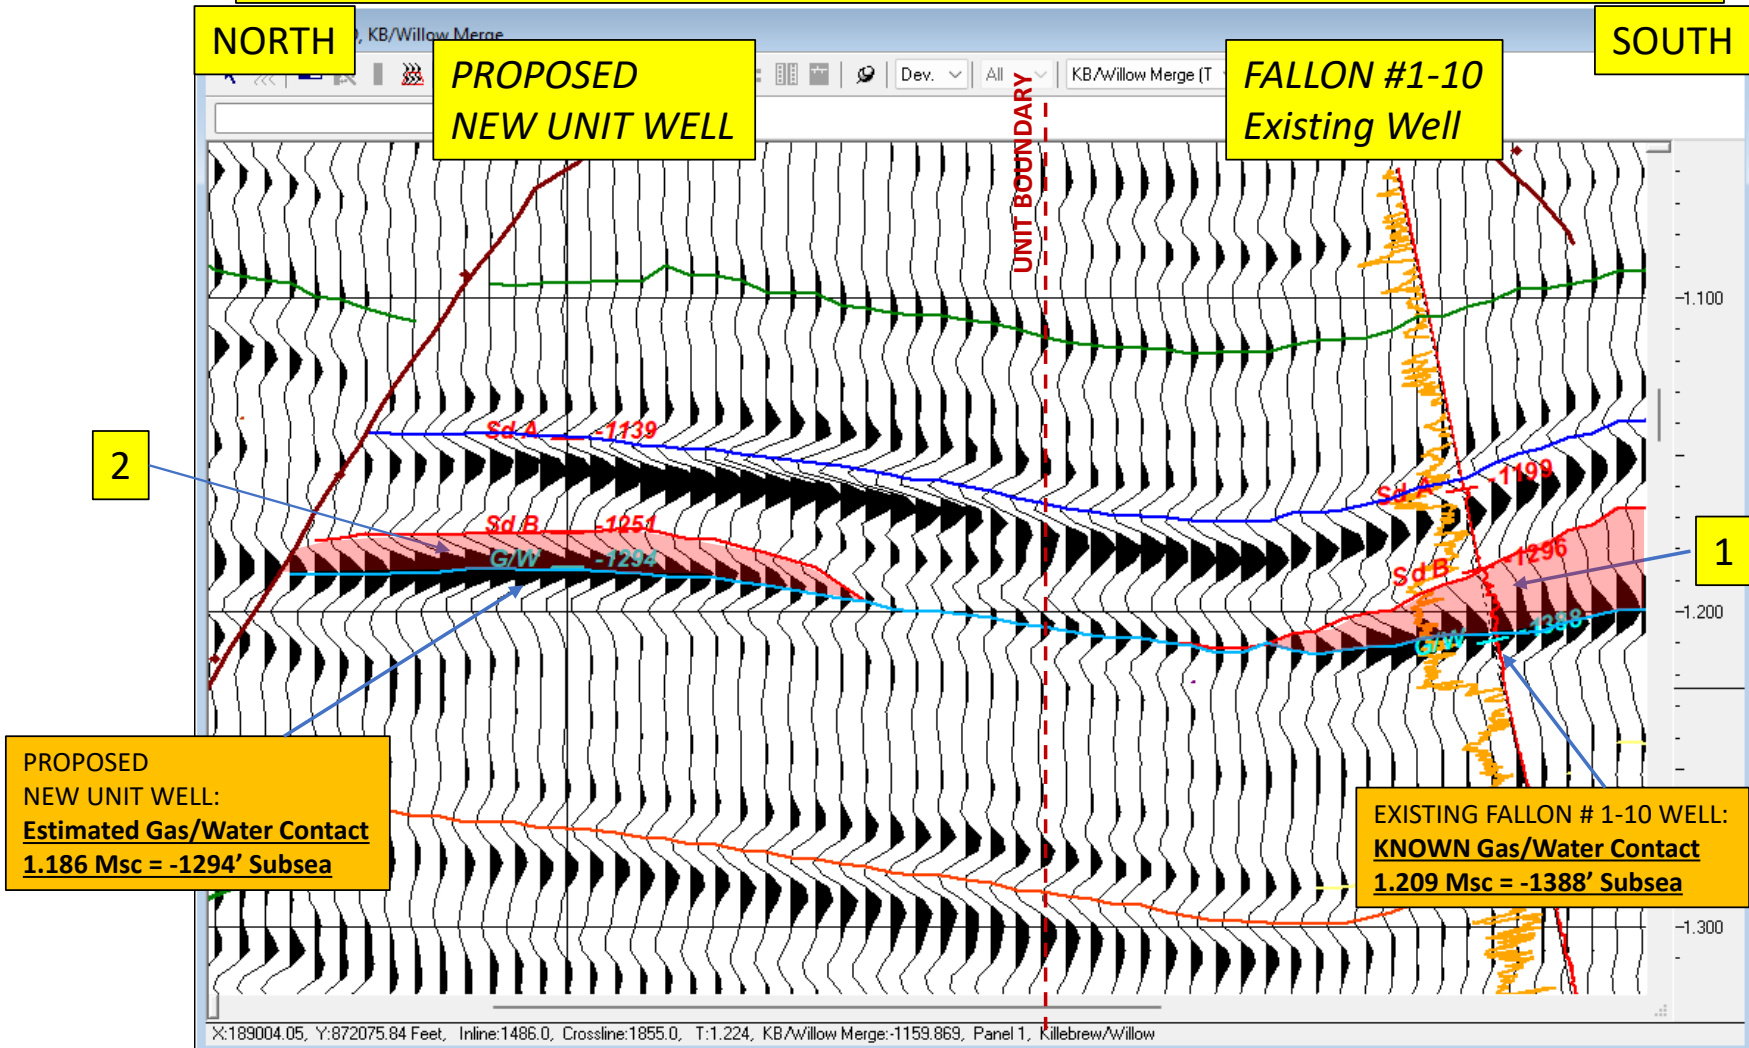 NORTH
, KB/Willow Merge
SOUTH
PROPOSED
NEW UNIT WELL
Dev.
All
KB/Willow Merge (T
FALLON #1-10
Existing Well
UNIT BOUNDARY
-1.100
Sd A -1139
2
Sd A -1199
Sd B -1251
G/W -1294
Sd B -1296
1
-1.200
G/W -1388
PROPOSED
NEW UNIT WELL:
Estimated Gas/Water Contact
1.186 Msc = -1294’ Subsea
EXISTING FALLON # 1-10 WELL:
KNOWN Gas/Water Contact
1.209 Msc = -1388’ Subsea
-1.300
X:189004.05, Y:872075.84 Feet, Inline:1486.0, Crossline:1855.0, T:1.224, KB/Willow Merge:-1159.869, Panel 1, Killebrew/Willow